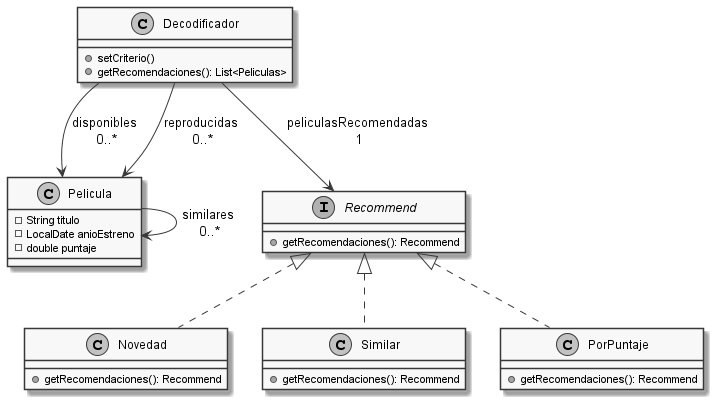 C Decodificador
setCriterio()
getRecomendaciones(): List<Peliculas>
disponibles
0..*
reproducidas
0..*
peliculasRecomendadas
1
C Pelicula
String titulo
LocalDate anioEstreno
double puntaje
similares
0..*
I Recommend
getRecomendaciones(): Recommend
C Novedad
getRecomendaciones(): Recommend
C Similar
getRecomendaciones(): Recommend
C PorPuntaje
getRecomendaciones(): Recommend